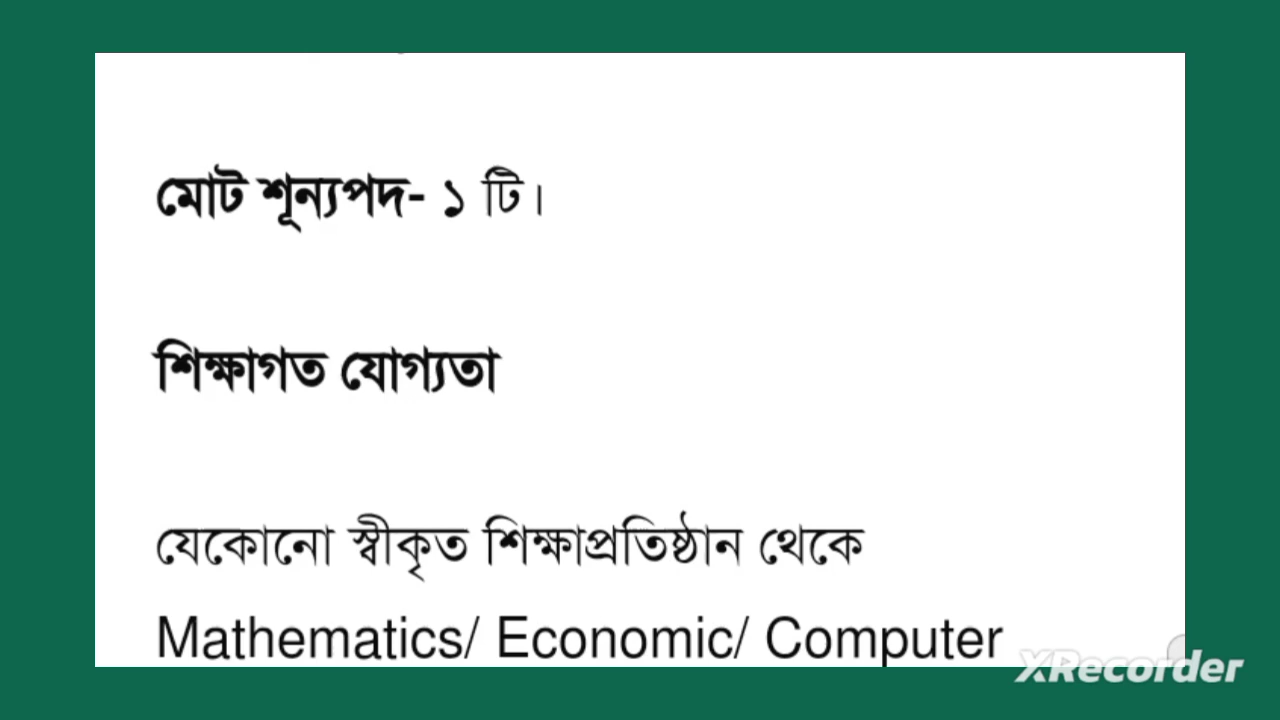 মোট শূন্যপদ- ১ টি।
শিক্ষাগত যোগ্যতা
যেকোনো স্বীকৃত শিক্ষাপ্রতিষ্ঠান থেকে
Mathematics/ Economic/ Computer
XRecorder